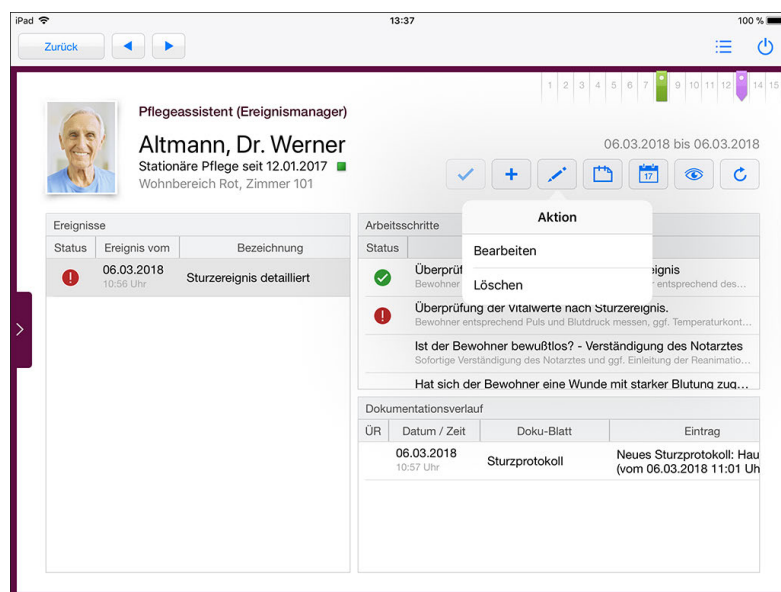 iPad 13:37 100 %
Zurück
1 2 3 4 5 6 7 9 10 11 12 14 15
Pflegeassistent (Ereignismanager)
Altmann, Dr. Werner
Stationäre Pflege seit 12.01.2017
Wohnbereich Rot, Zimmer 101
06.03.2018 bis 06.03.2018
17
Aktion
Bearbeiten
Löschen
Ereignisse
Status Ereignis vom Bezeichnung
06.03.2018
10:56 Uhr
Sturzereignis detailliert
Arbeitsschritte
Status
Überprüf eignis
Bewohner entsprechend des...
Überprüfung der Vitalwerte nach Sturzereignis.
Bewohner entsprechend Puls und Blutdruck messen, ggf. Temperaturkont...
Ist der Bewohner bewußtlos? - Verständigung des Notarztes
Sofortige Verständigung des Notarztes und ggf. Einleitung der Reanimatio...
Hat sich der Bewohner eine Wunde mit starker Blutung zug...
Dokumentationsverlauf
ÜR Datum / Zeit Doku-Blatt Eintrag
06.03.2018
10:57 Uhr
Sturzprotokoll
Neues Sturzprotokoll: Hau
(vom 06.03.2018 11:01 Uh